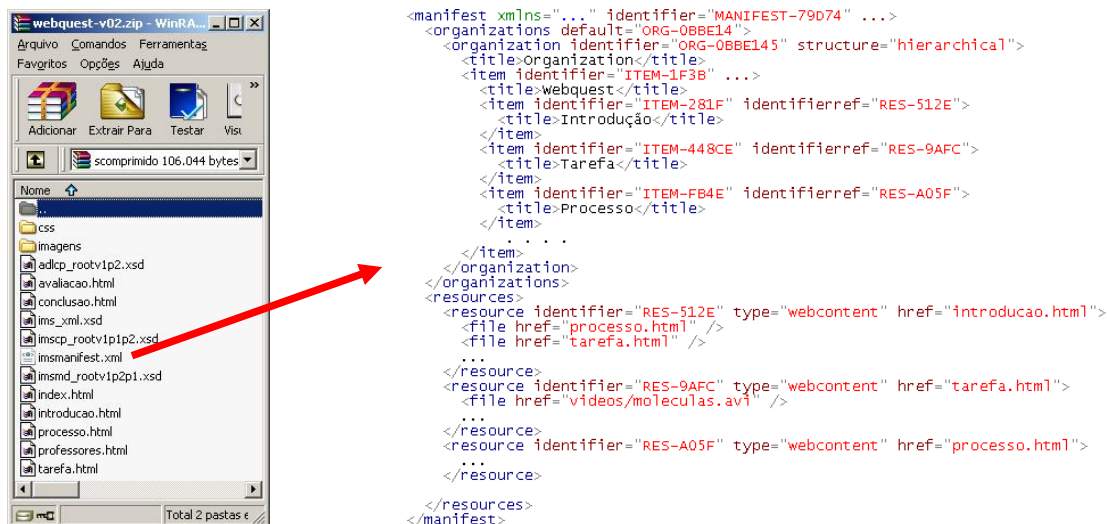 webquest-v02.zip - WinRA...
Arquivo Comandos Ferramentas
Favoritos Opções Ajuda
»
Adicionar Extrair Para Testar Visu
scomprimido 106.044 bytes
Nome
..
css
imagens
adlcp_rootv1p2.xsd
avaliacao.html
conclusao.html
ims_xml.xsd
imscp_rootv1p1p2.xsd
imsmanifest.xml
imsmd_rootv1p2p1.xsd
index.html
introducao.html
processo.html
professores.html
tarefa.html
Total 2 pastas e
<manifest xmlns="..." identifier="MANIFEST-79D74" ...>
<organizations default="ORG-0BBE14">
<organization identifier="ORG-0BBE145" structure="hierarchical">
<title>Organization</title>
<item identifier="ITEM-1F3B" ...>
<title>Webquest</title>
<item identifier="ITEM-281F" identifierref="RES-512E">
<title>Introdução</title>
</item>
<item identifier="ITEM-448CE" identifierref="RES-9AFC">
<title>Tarefa</title>
</item>
<item identifier="ITEM-FB4E" identifierref="RES-A05F">
<title>Processo</title>
</item>
. . . .
</item>
</organization>
</organizations>
<resources>
<resource identifier="RES-512E" type="webcontent" href="introducao.html">
<file href="processo.html" />
<file href="tarefa.html" />
...
</resource>
<resource identifier="RES-9AFC" type="webcontent" href="tarefa.html">
<file href="videos/moleculas.avi" />
...
</resource>
<resource identifier="RES-A05F" type="webcontent" href="processo.html">
...
</resource>
</resources>
</manifest>